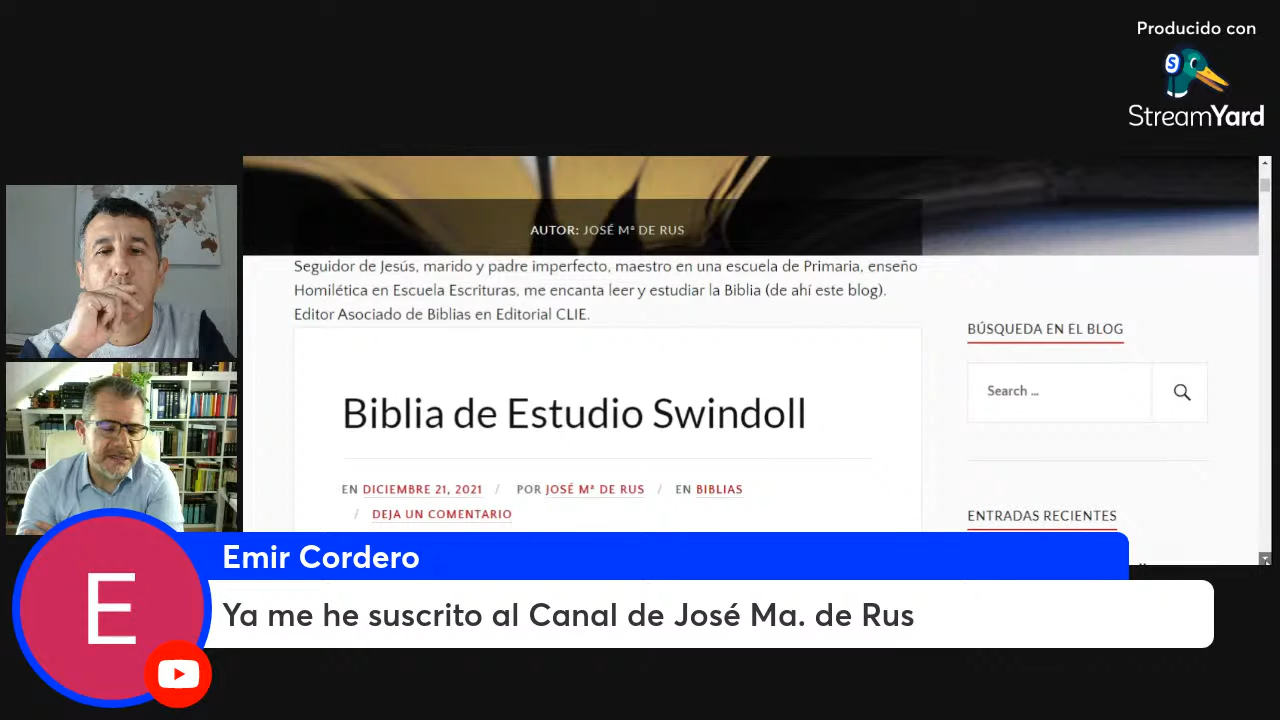 Producido con
StreamYard
AUTOR: JOSÉ Mª DE RUS
Seguidor de Jesús, marido y padre imperfecto, maestro en una escuela de Primaria, enseño
Homilética en Escuela Escrituras, me encanta leer y estudiar la Biblia (de ahí este blog).
Editor Asociado de Biblias en Editorial CLIE.
BÚSQUEDA EN EL BLOG
Search ...
Biblia de Estudio Swindoll
EN DICIEMBRE 21, 2021 / POR JOSÉ Mª DE RUS / EN BIBLIAS
/ DEJA UN COMENTARIO
ENTRADAS RECIENTES
Emir Cordero
E
Ya me he suscrito al Canal de José Ma. de Rus